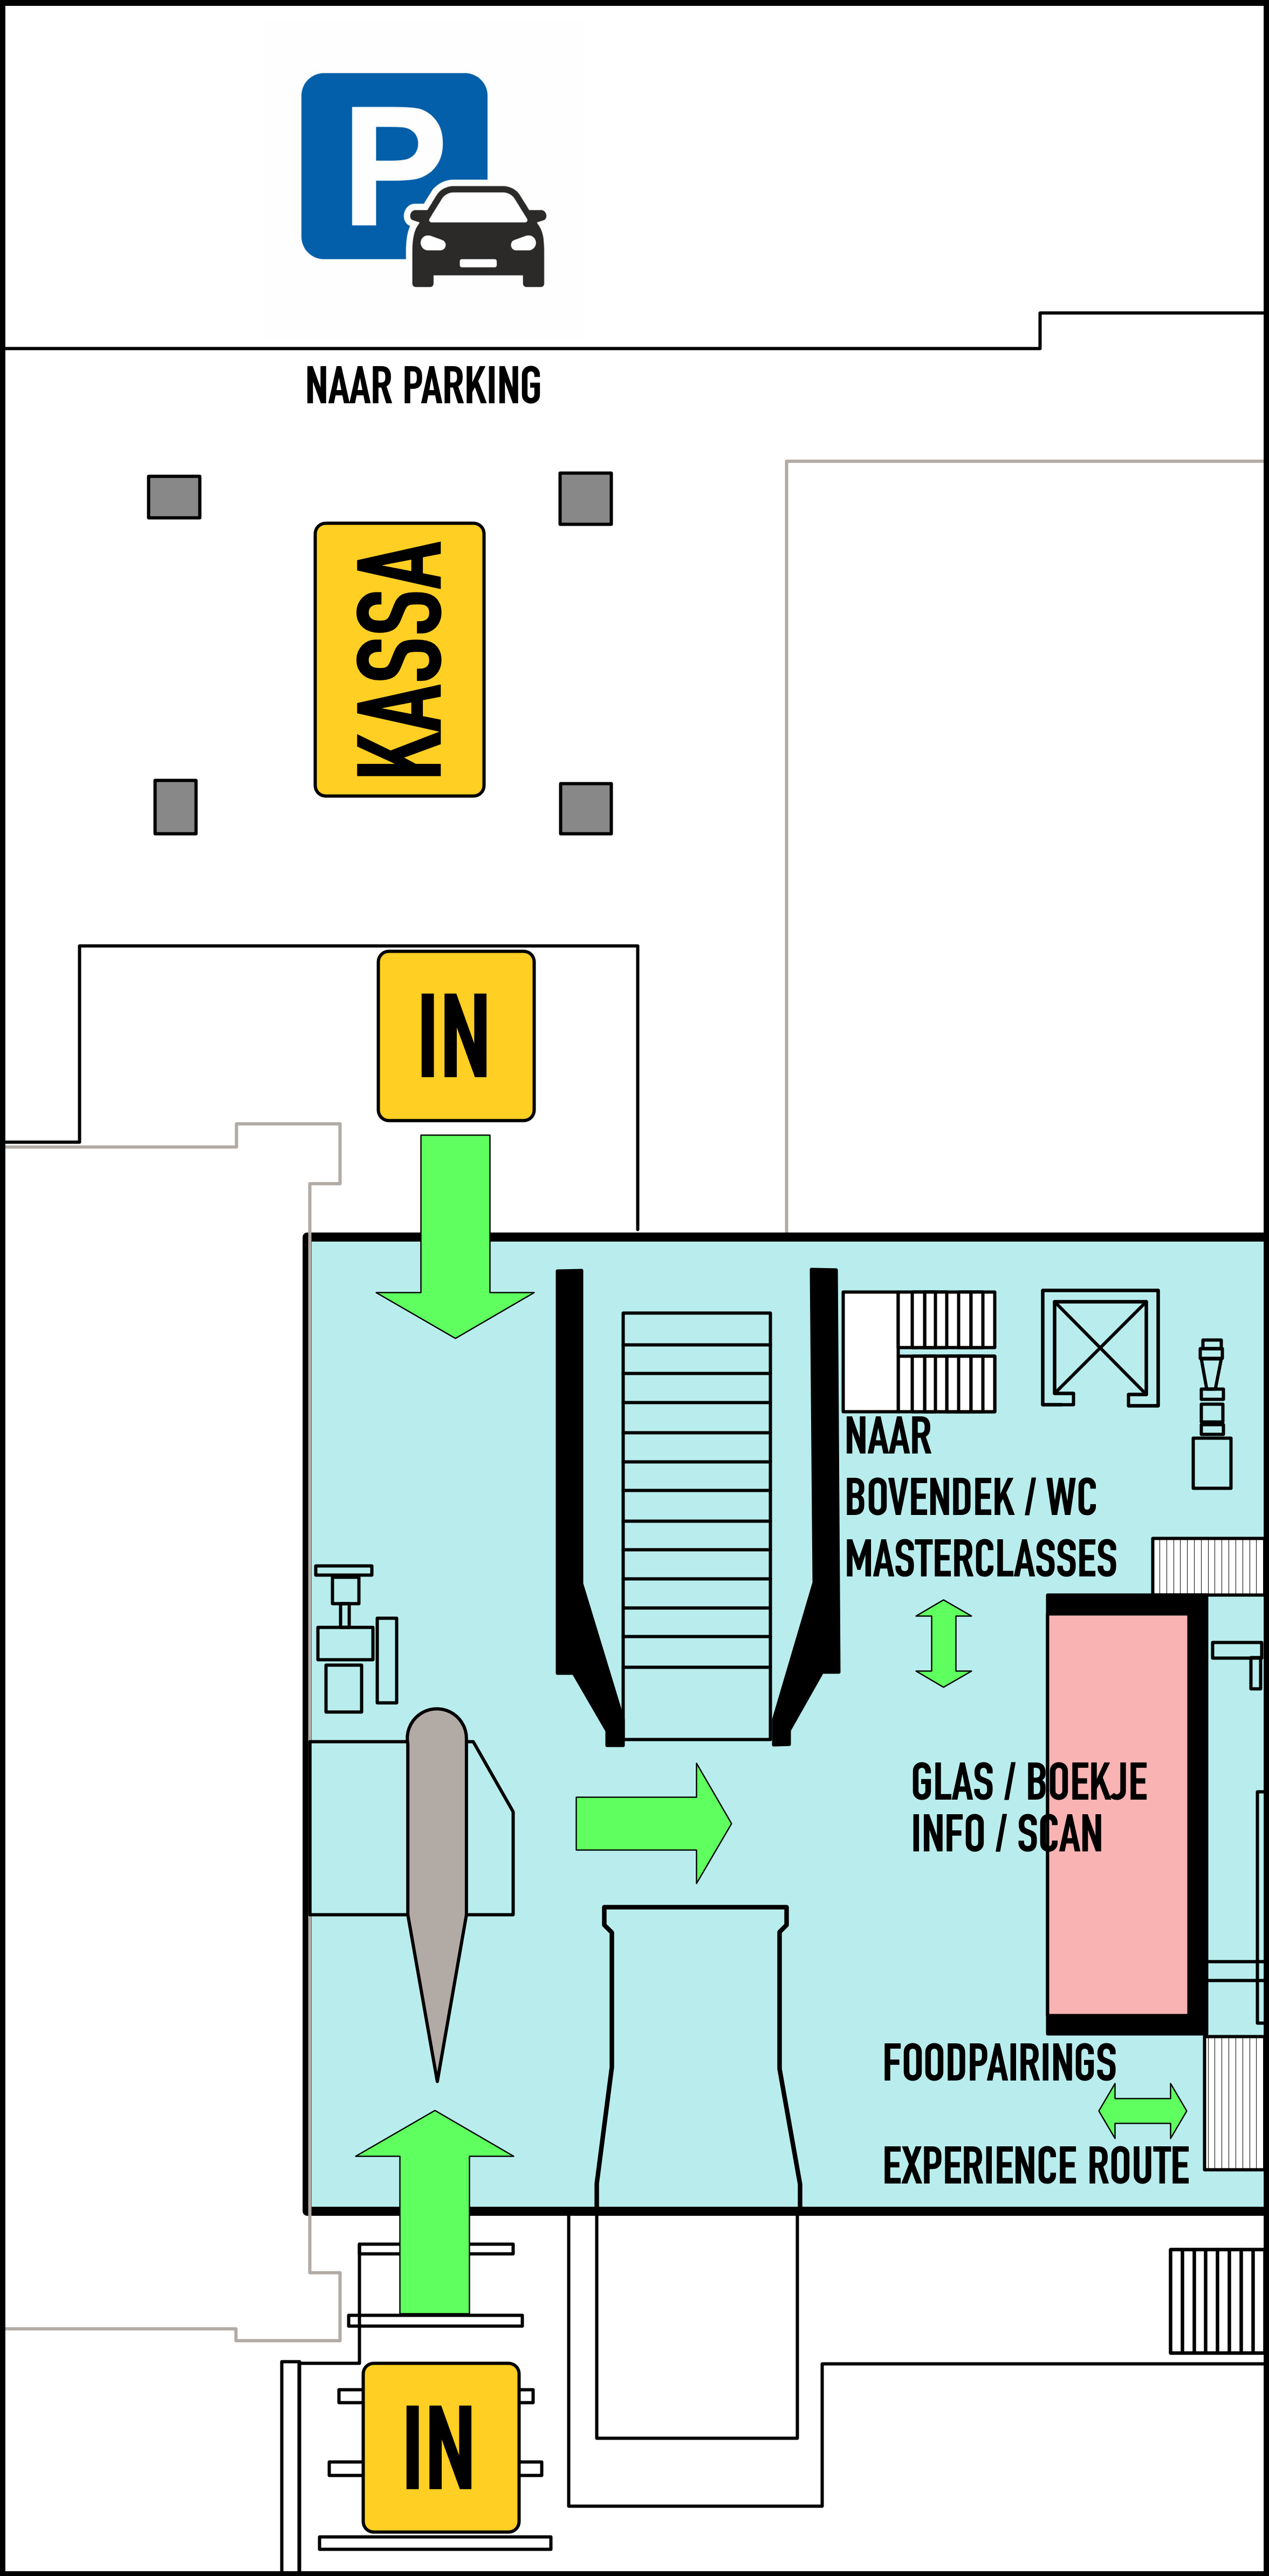 P
NAAR PARKING
KASSA
IN
NAAR
BOVENDEK / WC
MASTERCLASSES
GLAS / BOEKJE
INFO / SCAN
FOODPAIRINGS
EXPERIENCE ROUTE
IN